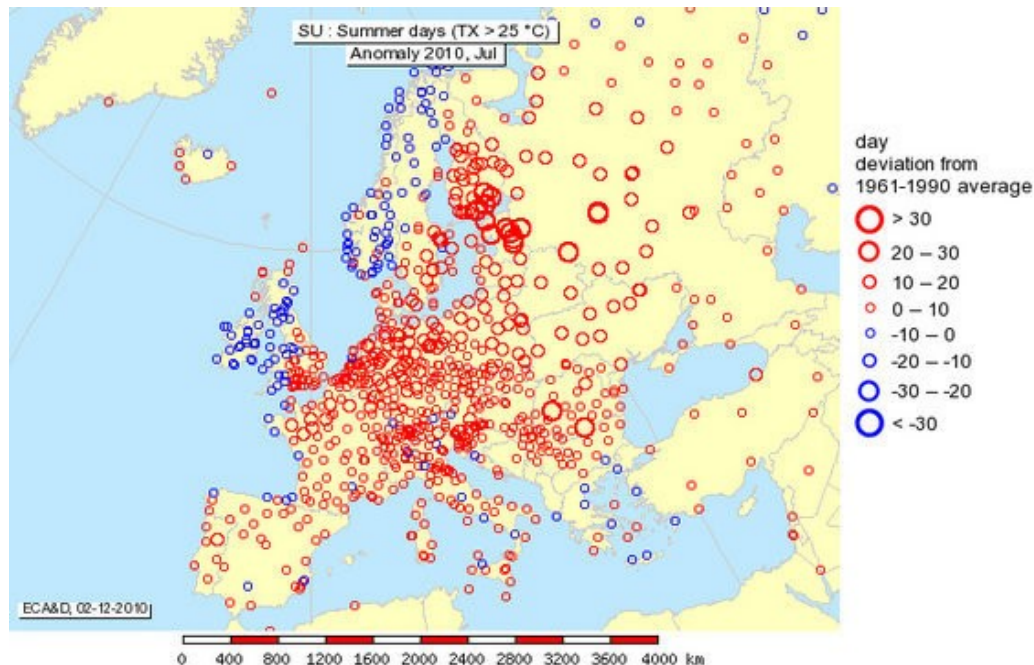 SU : Summer days (TX > 25 °C)
Anomaly 2010, Jul
day
deviation from
1961-1990 average
> 30
20 – 30
10 – 20
0 – 10
-10 – 0
-20 – -10
-30 – -20
< -30
ECA&D, 02-12-2010
0 400 800 1200 1600 2000 2400 2800 3200 3600 4000 km